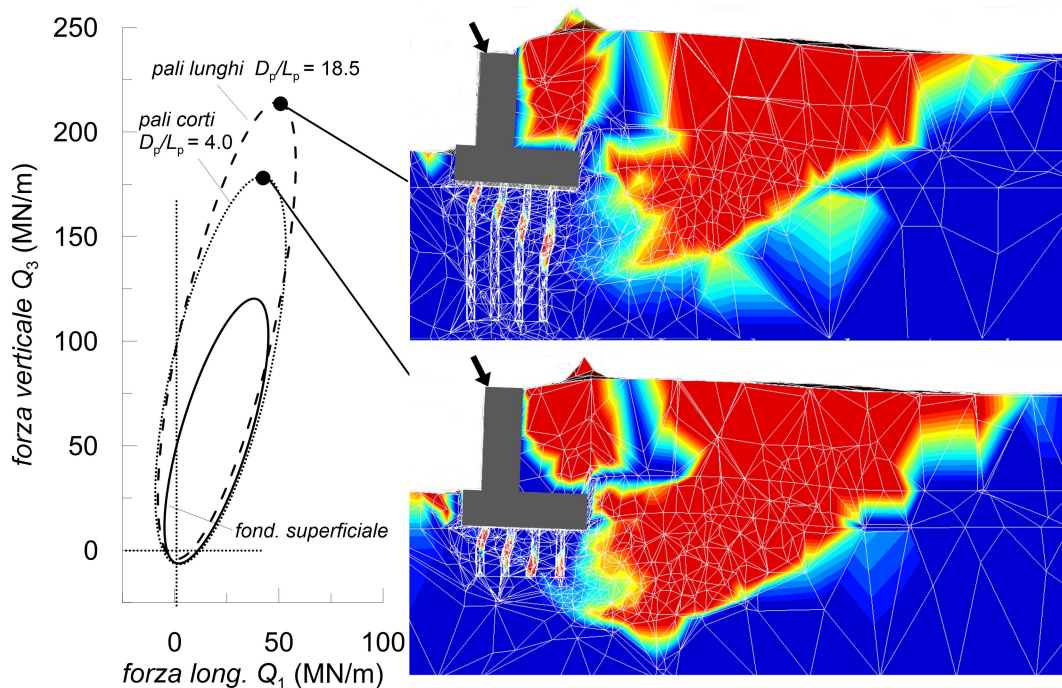 250
200
150
100
50
0
forza verticale Q3 (MN/m)
pali lunghi Dp/Lp = 18.5
pali corti
Dp/Lp = 4.0
fond. superficiale
0 50 100
forza long. Q1 (MN/m)